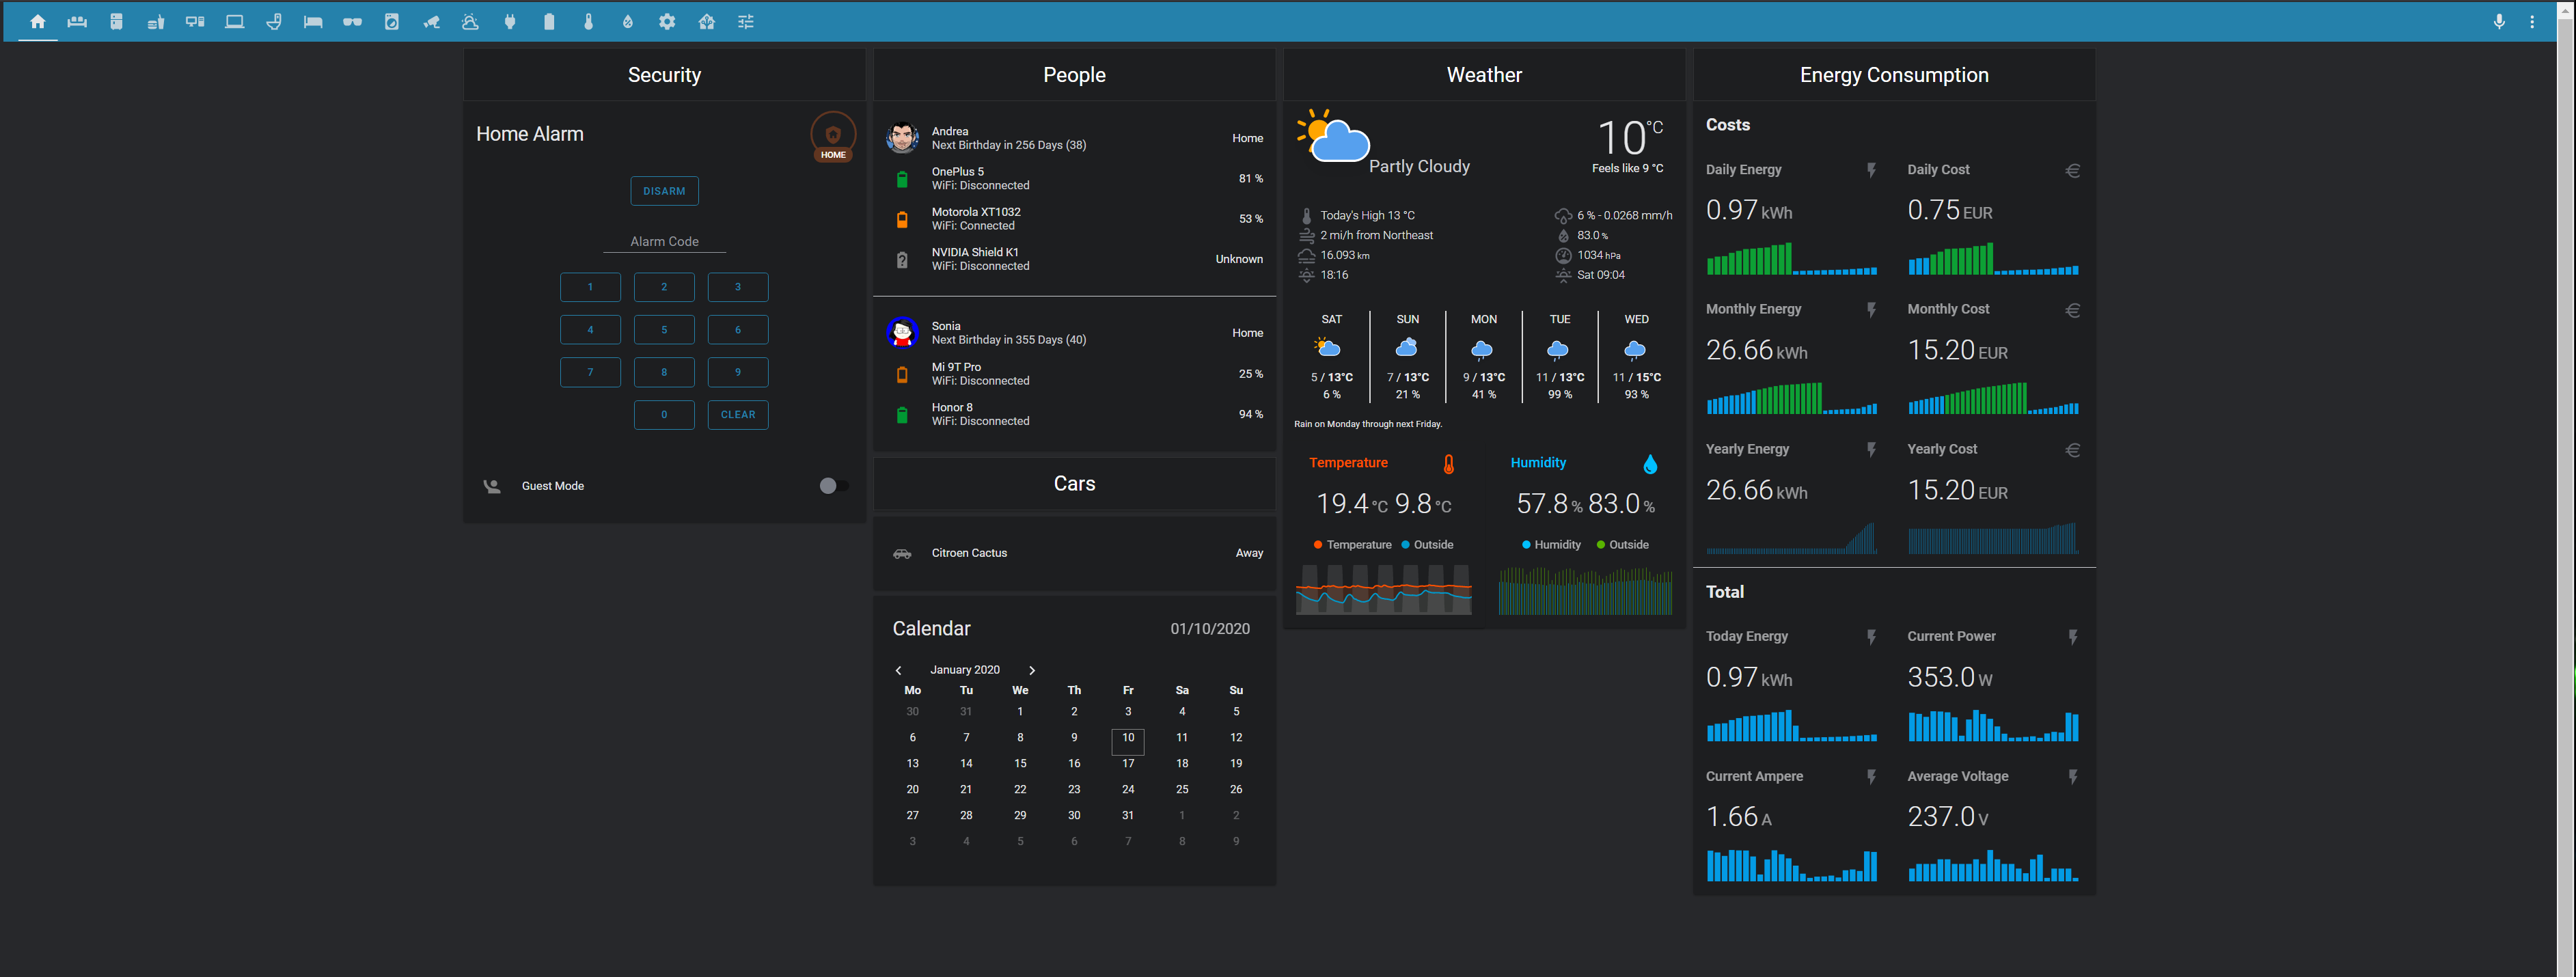 Security
Home Alarm
HOME
DISARM
Alarm Code
1 2 3
4 5 6
7 8 9
0 CLEAR
Guest Mode
People
Andrea
Next Birthday in 256 Days (38)
Home
OnePlus 5
WiFi: Disconnected
81 %
Motorola XT1032
WiFi: Connected
53 %
NVIDIA Shield K1
WiFi: Disconnected
Unknown
Sonia
Next Birthday in 355 Days (40)
Home
Mi 9T Pro
WiFi: Disconnected
25 %
Honor 8
WiFi: Disconnected
94 %
Cars
Citroen Cactus Away
Calendar 01/10/2020
January 2020
Mo Tu We Th Fr Sa Su
30 31 1 2 3 4 5
6 7 8 9 10 11 12
13 14 15 16 17 18 19
20 21 22 23 24 25 26
27 28 29 30 31 1 2
3 4 5 6 7 8 9
Weather
Partly Cloudy
10 °C
Feels like 9 °C
Today's High 13 °C 6 % - 0.0268 mm/h
2 mi/h from Northeast 83.0 %
16.093 km 1034 hPa
18:16 Sat 09:04
SAT SUN MON TUE WED
5 / 13°C 7 / 13°C 9 / 13°C 11 / 13°C 11 / 15°C
6 % 21 % 41 % 99 % 93 %
Rain on Monday through next Friday.
Temperature Humidity
19.4 °C 9.8 °C 57.8 % 83.0 %
Temperature Outside Humidity Outside
Energy Consumption
Costs
Daily Energy Daily Cost
0.97 kWh 0.75 EUR
Monthly Energy Monthly Cost
26.66 kWh 15.20 EUR
Yearly Energy Yearly Cost
26.66 kWh 15.20 EUR
Total
Today Energy Current Power
0.97 kWh 353.0 W
Current Ampere Average Voltage
1.66 A 237.0 V